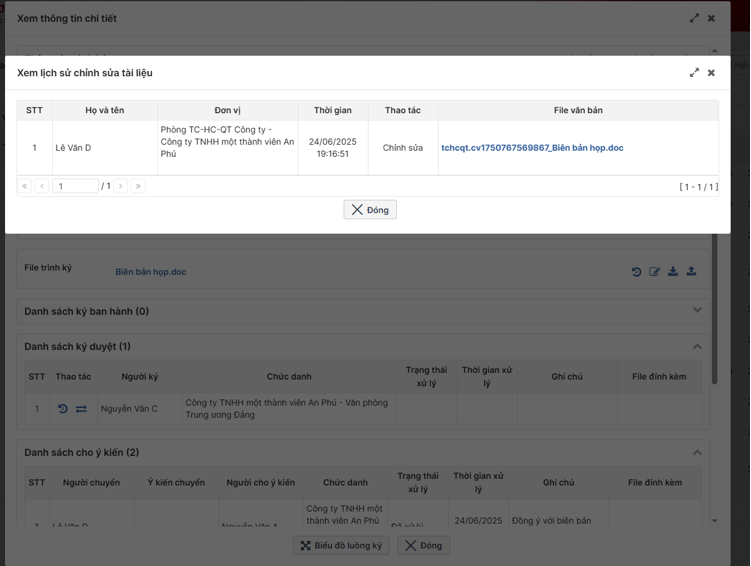 Xem thông tin chi tiết
Xem lịch sử chỉnh sửa tài liệu
STT Họ và tên Đơn vị Thời gian Thao tác File văn bản
1 Lê Văn D Phòng TC-HC-QT Công ty - Công ty TNHH một thành viên An Phú 24/06/2025 19:16:51 Chỉnh sửa tchcqt.cv1750767569867_Biên bản họp.doc
« ‹ 1 / 1 › » [ 1 - 1 / 1 ]
Đóng
File trình ký Biên bản họp.doc
Danh sách ký ban hành (0)
Danh sách ký duyệt (1)
STT Thao tác Người ký Chức danh Trạng thái xử lý Thời gian xử lý Ghi chú File đính kèm
1 Nguyễn Văn C Công ty TNHH một thành viên An Phú - Văn phòng Trung ương Đảng
Danh sách cho ý kiến (2)
STT Người chuyển Ý kiến chuyển Người cho ý kiến Chức danh Trạng thái xử lý Thời gian xử lý Ghi chú File đính kèm
1 Lê Văn D Nguyễn Văn A Công ty TNHH một thành viên An Phú Đã xử lý 24/06/2025 Đồng ý với biên bản
Biểu đồ luồng ký Đóng